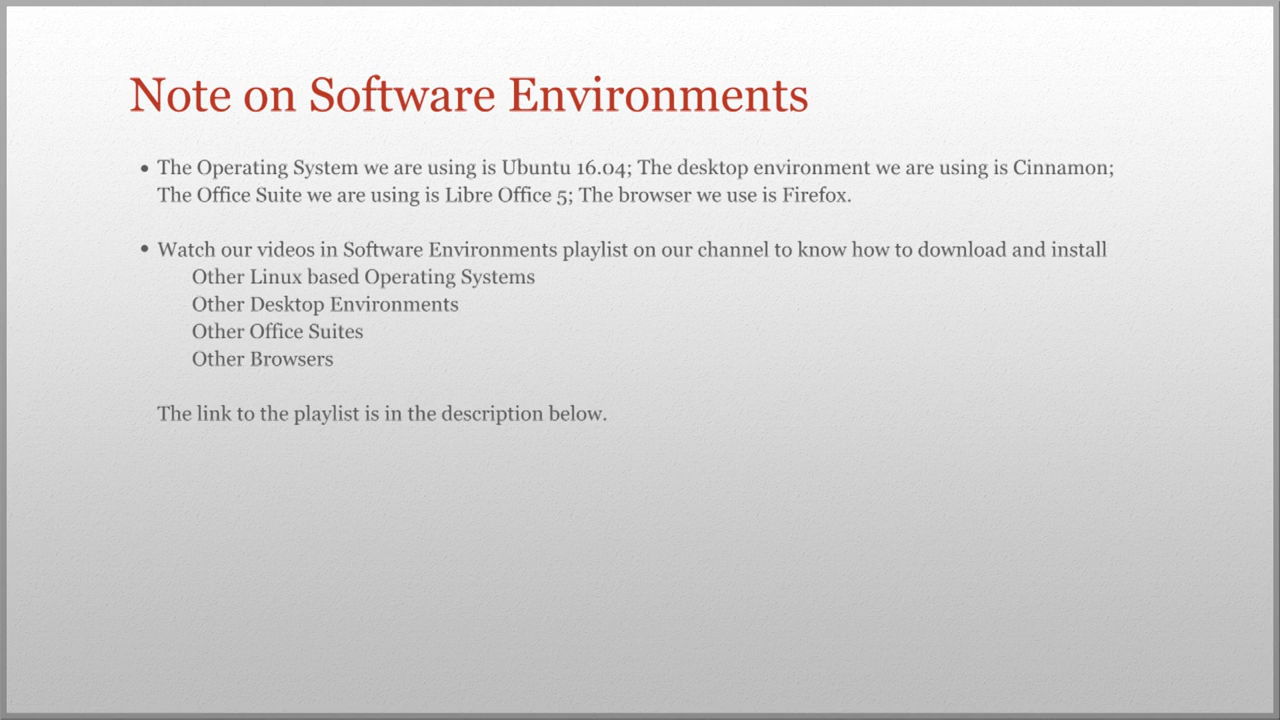 Note on Software Environments
• The Operating System we are using is Ubuntu 16.04; The desktop environment we are using is Cinnamon;
The Office Suite we are using is Libre Office 5; The browser we use is Firefox.
• Watch our videos in Software Environments playlist on our channel to know how to download and install
Other Linux based Operating Systems
Other Desktop Environments
Other Office Suites
Other Browsers
The link to the playlist is in the description below.